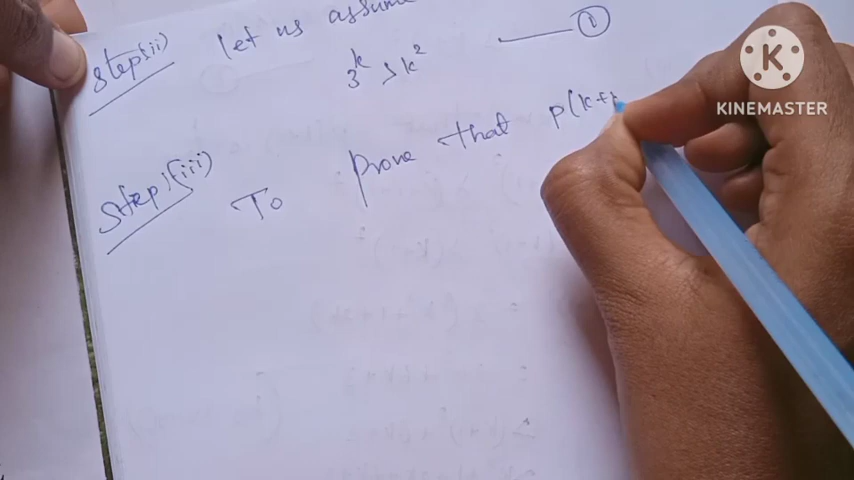 Step(ii) let us assume
3^k > k^2 —— ①
Step(iii) To prove that p(k+1
K
KINEMASTER